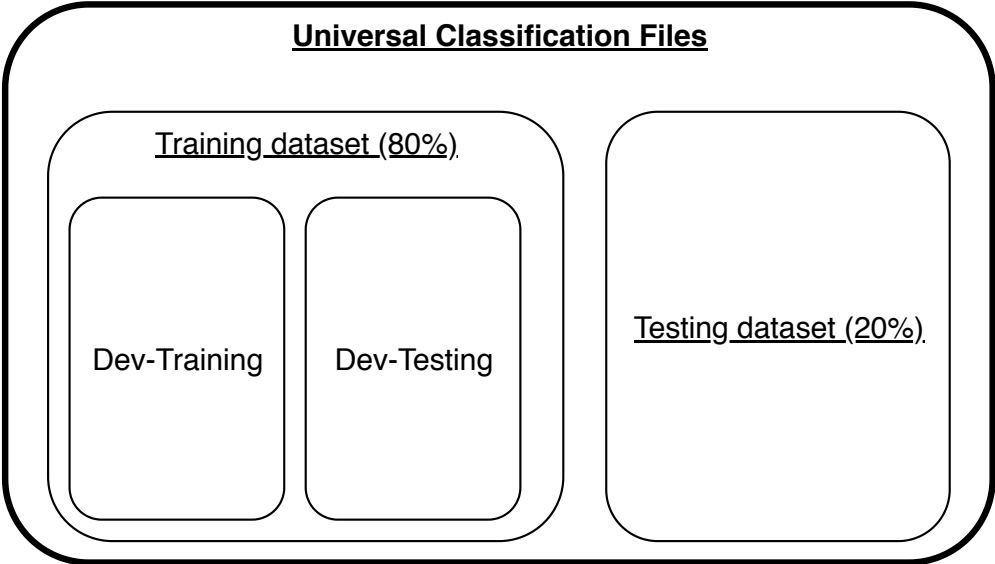 Universal Classification Files
Training dataset (80%)
Dev-Training
Dev-Testing
Testing dataset (20%)